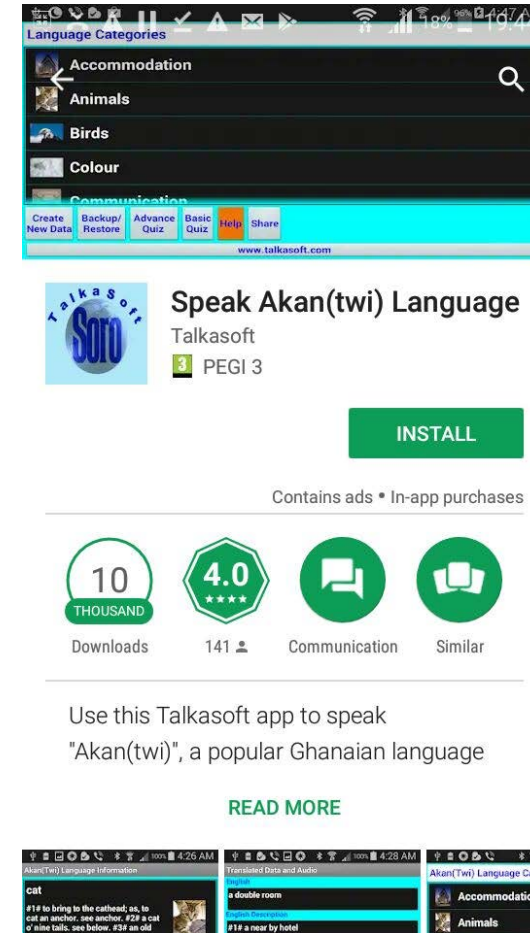 Language Categories
Accommodation
Animals
Birds
Colour
Communication
Create New Data
Backup/ Restore
Advance Quiz
Basic Quiz
Help
Share
www.talkasoft.com
TalkaSoft
Soro
Speak Akan(twi) Language
Talkasoft
3 PEGI 3
INSTALL
Contains ads • In-app purchases
10
THOUSAND
Downloads
4.0
141
Communication
Similar
Use this Talkasoft app to speak
"Akan(twi)", a popular Ghanaian language
READ MORE
100% 4:26 AM
Akan(Twi) Language Information
cat
#1# to bring to the cathead; as, to
cat an anchor. see anchor. #2# a cat
o' nine tails. see below. #3# an old
100% 4:28 AM
Translated Data and Audio
English
a double room
English Description
#1# a near by hotel
Akan(Twi) Language Ca
Accommodatio
Animals